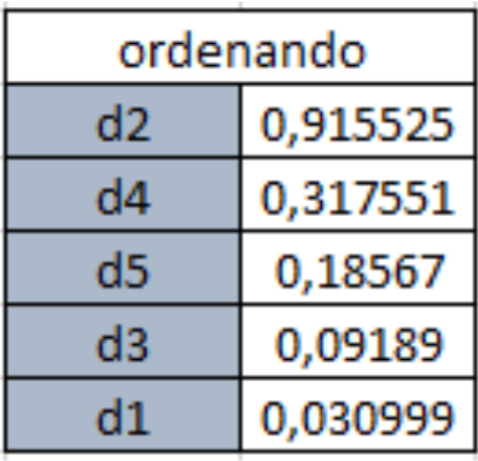 ordenando
d2 0,915525
d4 0,317551
d5 0,18567
d3 0,09189
d1 0,030999